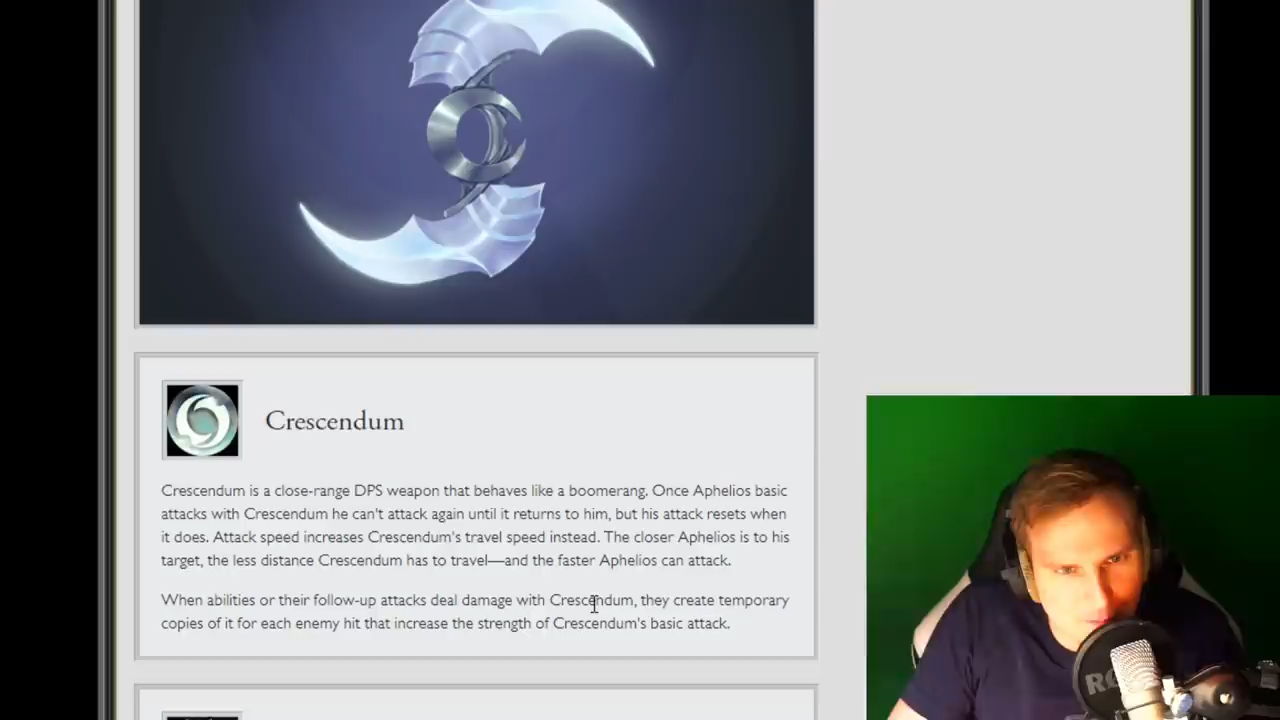 Crescendum
Crescendum is a close-range DPS weapon that behaves like a boomerang. Once Aphelios basic
attacks with Crescendum he can't attack again until it returns to him, but his attack resets when
it does. Attack speed increases Crescendum's travel speed instead. The closer Aphelios is to his
target, the less distance Crescendum has to travel—and the faster Aphelios can attack.
When abilities or their follow-up attacks deal damage with Crescendum, they create temporary
copies of it for each enemy hit that increase the strength of Crescendum's basic attack.